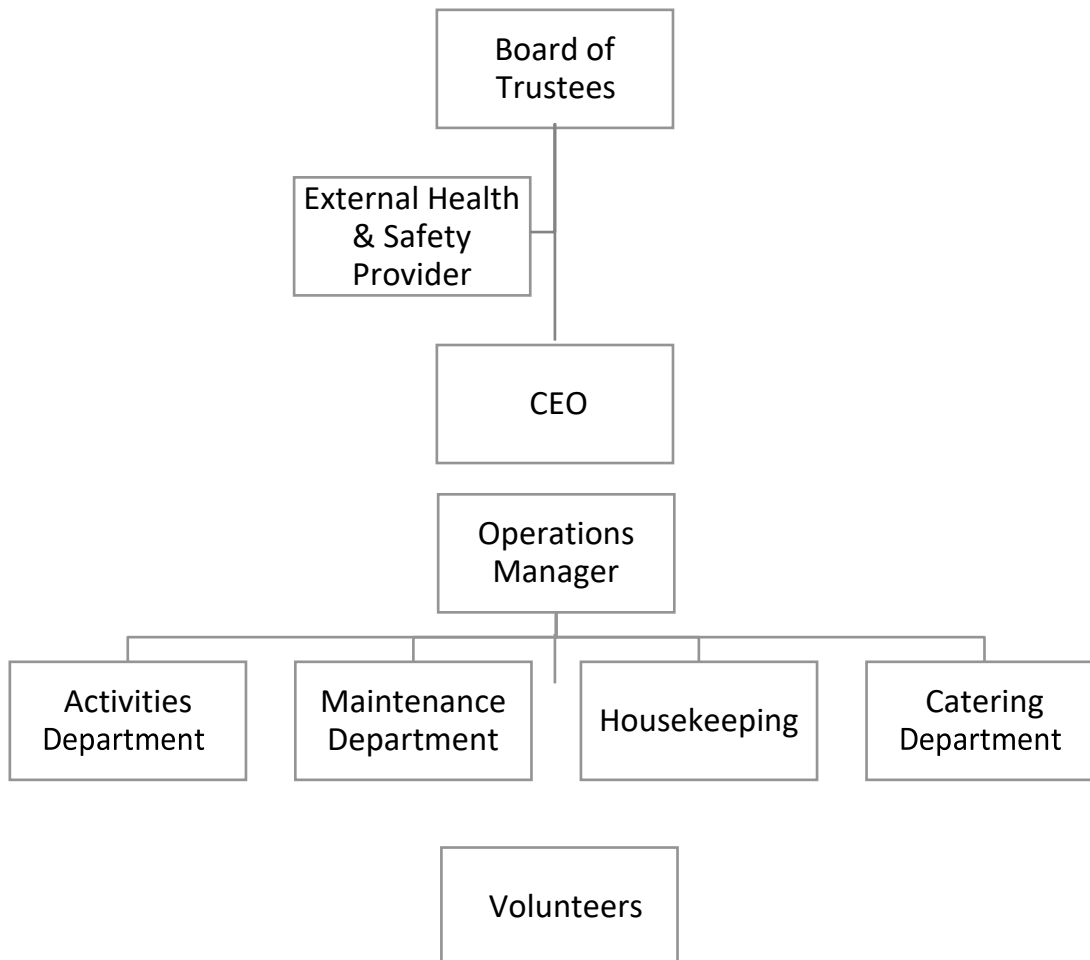 Board of
Trustees
External Health
& Safety
Provider
CEO
Operations
Manager
Activities
Department
Maintenance
Department
Housekeeping
Catering
Department
Volunteers